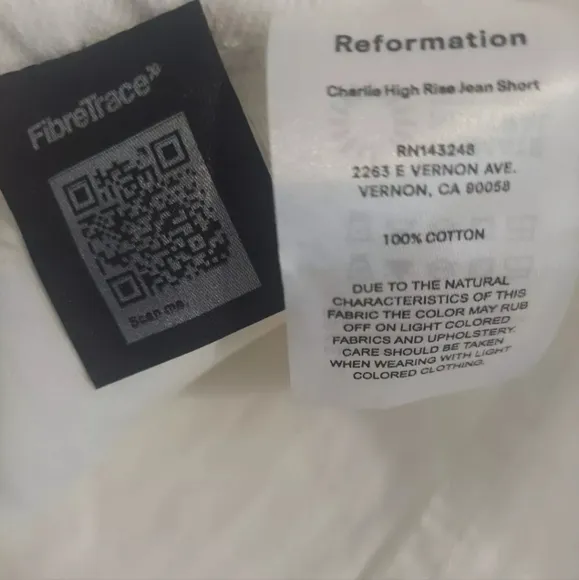 FibreTrace
Scan me.
Reformation
Charlie High Rise Jean Short
RN143248
2263 E VERNON AVE.
VERNON, CA 90058
100% COTTON
DUE TO THE NATURAL
CHARACTERISTICS OF THIS
FABRIC THE COLOR MAY RUB
OFF ON LIGHT COLORED
FABRICS AND UPHOLSTERY.
CARE SHOULD BE TAKEN
WHEN WEARING WITH LIGHT
COLORED CLOTHING.